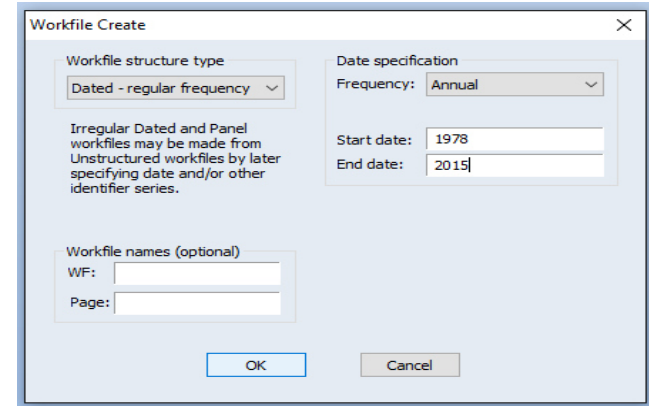 Workfile Create
Workfile structure type
Dated - regular frequency
Irregular Dated and Panel
workfiles may be made from
Unstructured workfiles by later
specifying date and/or other
identifier series.
Date specification
Frequency: Annual
Start date: 1978
End date: 2015
Workfile names (optional)
WF:
Page:
OK
Cancel